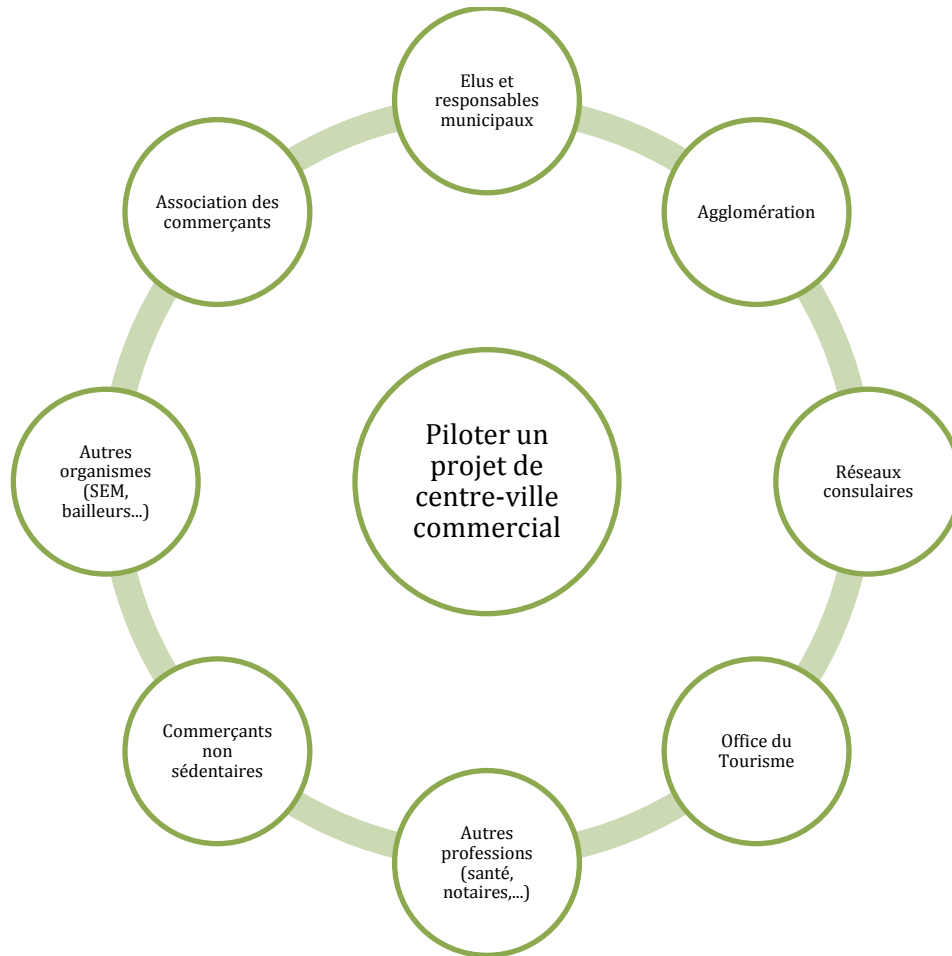 Elus et
responsables
municipaux
Agglomération
Réseaux
consulaires
Office du
Tourisme
Autres
professions
(santé,
notaires,...)
Commerçants
non
sédentaires
Autres
organismes
(SEM,
bailleurs...)
Association des
commerçants
Piloter un
projet de
centre-ville
commercial